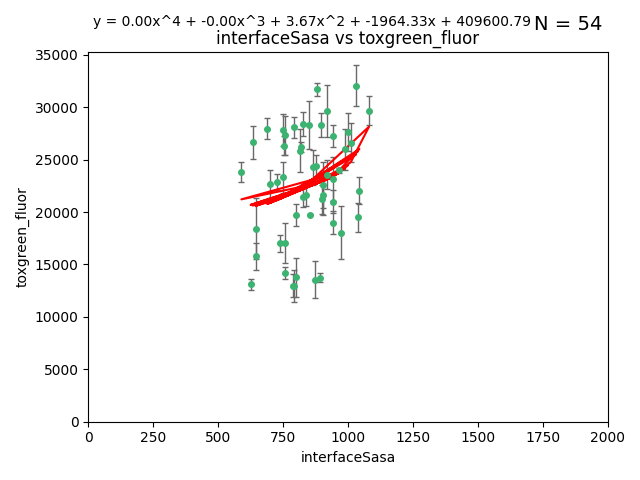 y = 0.00x^4 + -0.00x^3 + 3.67x^2 + -1964.33x + 409600.79
N = 54
interfaceSasa vs toxgreen_fluor
35000
30000
25000
20000
15000
10000
5000
0
toxgreen_fluor
0 250 500 750 1000 1250 1500 1750 2000
interfaceSasa